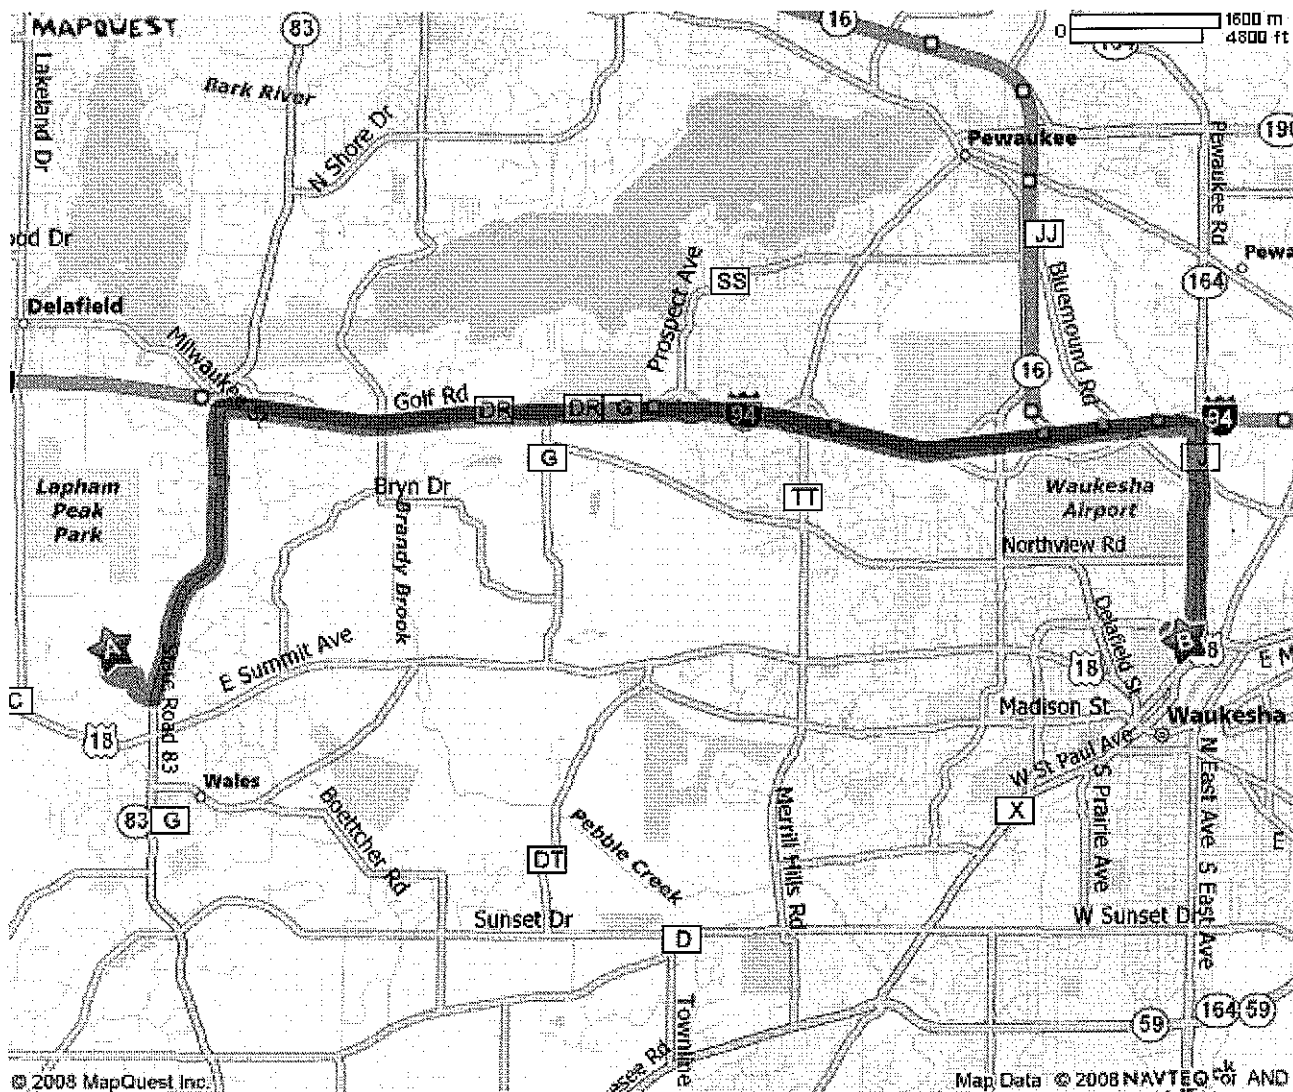 MAPQUEST
83
16
0
1600 m
4800 ft
164
Lakeland Dr
Bark River
N Shore Dr
Pewaukee
Pewaukee Rd
JJ
SS
Prospect Ave
Bluemound Rd
164
Delafield
16
Golf Rd
DR
DR
G
94
94
J
G
Bryn Dr
TT
Lapham
Peak
Park
Brandy Brook
Waukesha
Airport
Northview Rd
Delafield St
A
B
18
E Summit Ave
State Road 83
C
18
Madison St
Waukesha
W St Paul Ave
N East Ave
S East Ave
S Prairie Ave
Wales
83
G
Boettcher Rd
X
Merrill Hills Rd
DT
Pebble Creek
Sunset Dr
W Sunset Dr
D
Townline
59
164
59
© 2008 MapQuest Inc.
Map Data © 2008 NAVTEQ or AND